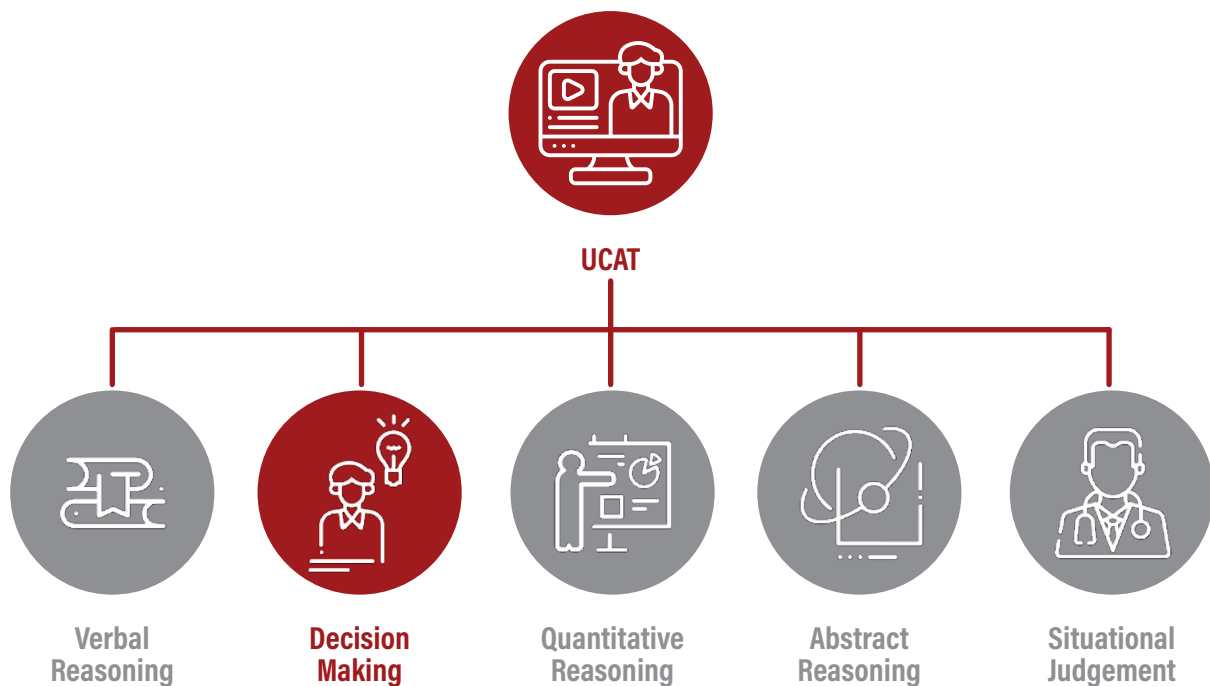 UCAT
Verbal
Reasoning
Decision
Making
Quantitative
Reasoning
Abstract
Reasoning
Situational
Judgement